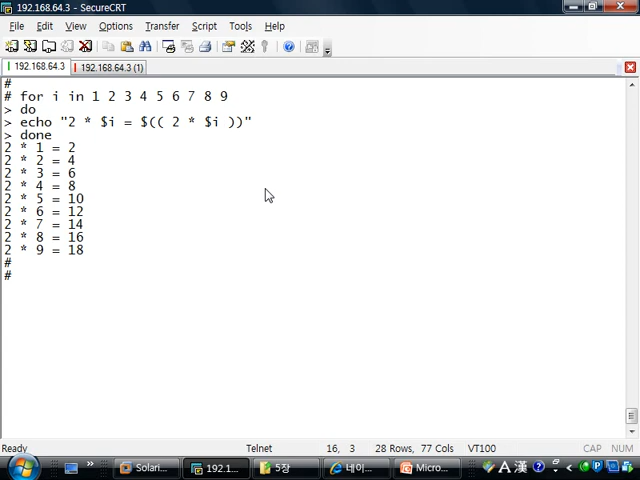 192.168.64.3 - SecureCRT
File Edit View Options Transfer Script Tools Help
192.168.64.3 192.168.64.3 (1)
#
# for i in 1 2 3 4 5 6 7 8 9
> do
> echo "2 * $i = $(( 2 * $i ))"
> done
2 * 1 = 2
2 * 2 = 4
2 * 3 = 6
2 * 4 = 8
2 * 5 = 10
2 * 6 = 12
2 * 7 = 14
2 * 8 = 16
2 * 9 = 18
#
#
Ready Telnet 16, 3 28 Rows, 77 Cols VT100 CAP NUM
Solari... 192.1... 5장 네이... Micro... A 漢